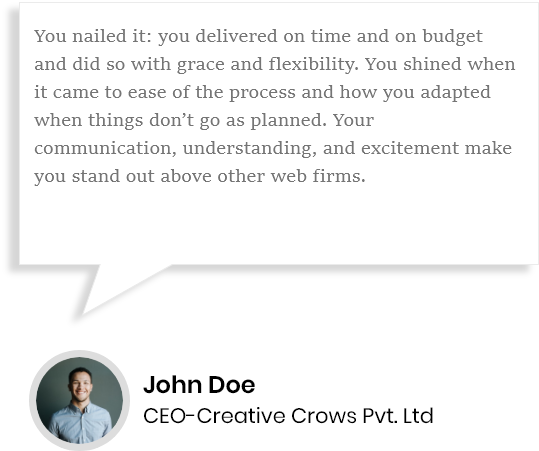 You nailed it: you delivered on time and on budget
and did so with grace and flexibility. You shined when
it came to ease of the process and how you adapted
when things don’t go as planned. Your
communication, understanding, and excitement make
you stand out above other web firms.
John Doe
CEO-Creative Crows Pvt. Ltd